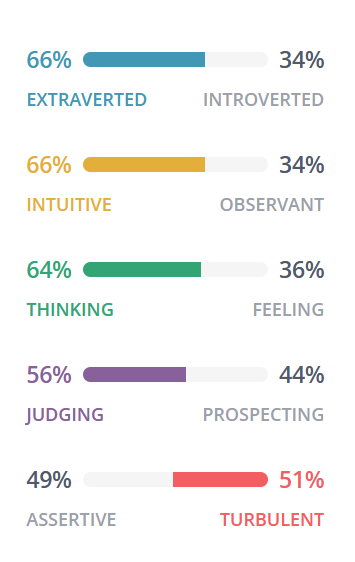 66% 34%
EXTRAVERTED INTROVERTED
66% 34%
INTUITIVE OBSERVANT
64% 36%
THINKING FEELING
56% 44%
JUDGING PROSPECTING
49% 51%
ASSERTIVE TURBULENT